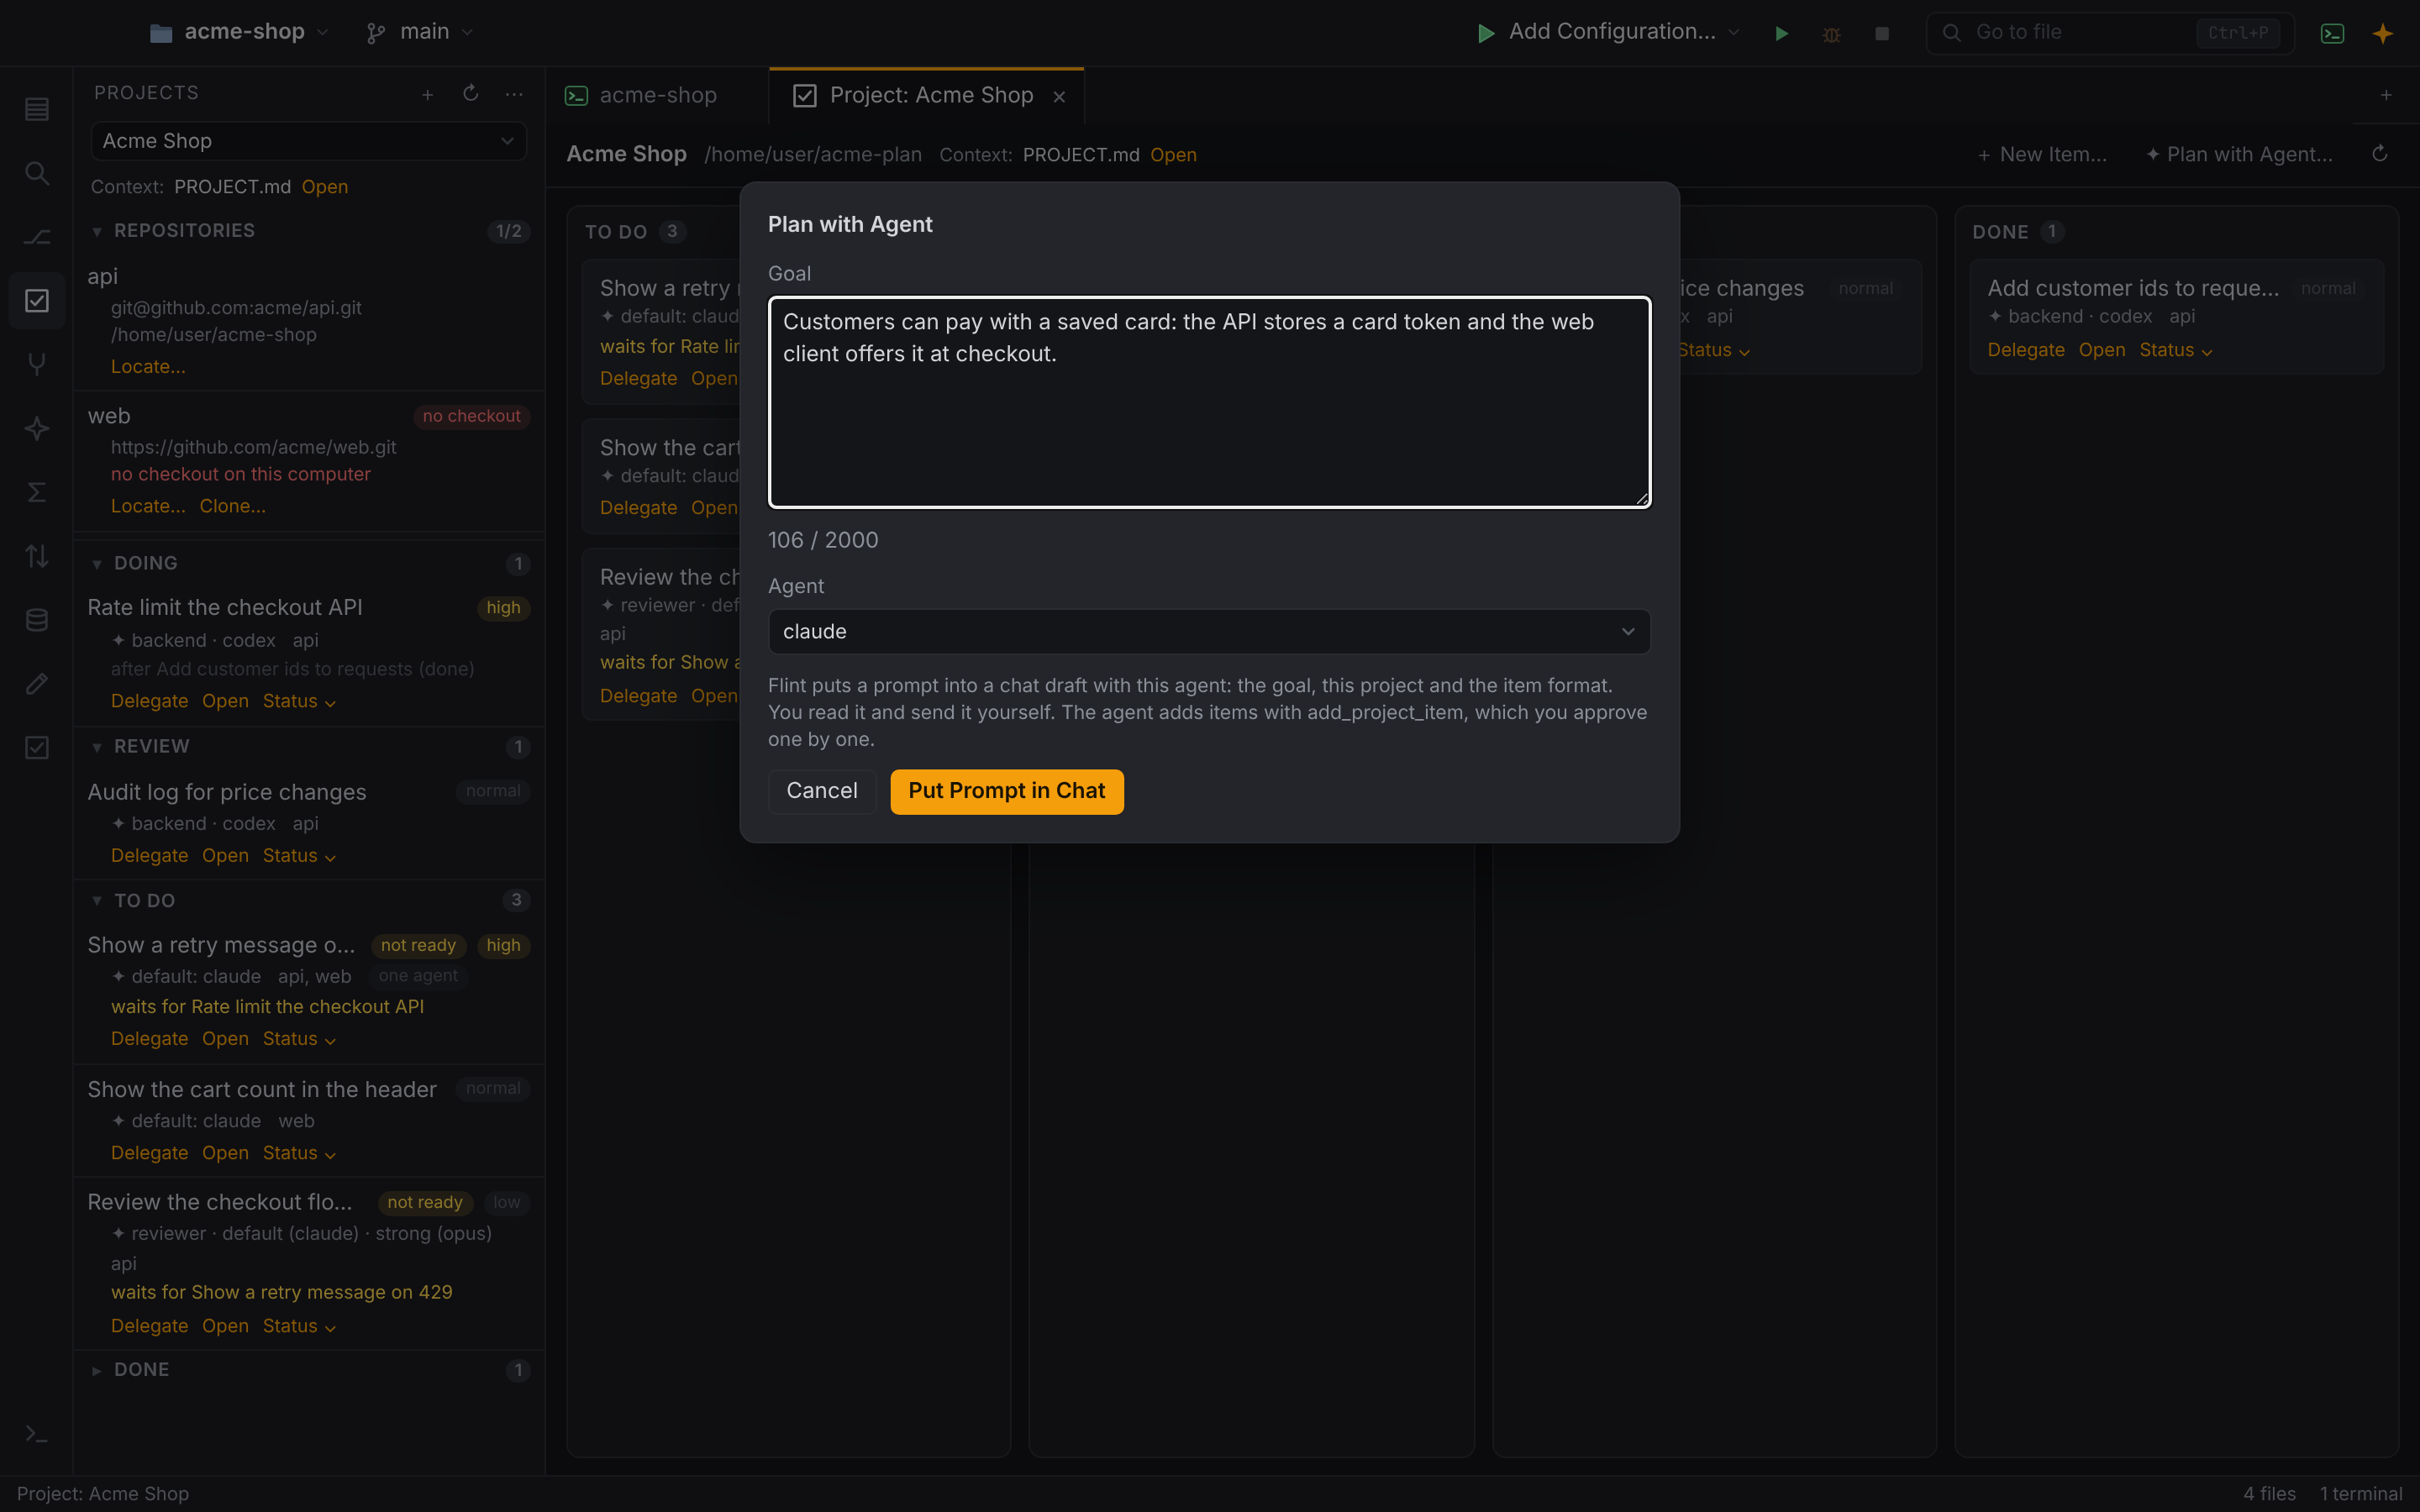 acme-shop
main
Add Configuration...
Go to file
Ctrl+P
PROJECTS
Acme Shop
Context: PROJECT.md Open
REPOSITORIES 1/2
api
git@github.com:acme/api.git
/home/user/acme-shop
Locate...
web no checkout
https://github.com/acme/web.git
no checkout on this computer
Locate... Clone...
DOING 1
Rate limit the checkout API high
backend · codex api
after Add customer ids to requests (done)
Delegate Open Status
REVIEW 1
Audit log for price changes normal
backend · codex api
Delegate Open Status
TO DO 3
Show a retry message o... not ready high
default: claude api, web one agent
waits for Rate limit the checkout API
Delegate Open Status
Show the cart count in the header normal
default: claude web
Delegate Open Status
Review the checkout flo... not ready low
reviewer · default (claude) · strong (opus)
api
waits for Show a retry message on 429
Delegate Open Status
DONE 1
acme-shop
Project: Acme Shop
Acme Shop /home/user/acme-plan Context: PROJECT.md Open
+ New Item... Plan with Agent...
TO DO 3
Show a retry
default: claud
waits for Rate
Delegate Open
Show the cart
default: claud
Delegate Open
Review the
reviewer · def
api
waits for Show
Delegate Open
Plan with Agent
Goal
Customers can pay with a saved card: the API stores a card token and the web
client offers it at checkout.
106 / 2000
Agent
claude
Flint puts a prompt into a chat draft with this agent: the goal, this project and the item format.
You read it and send it yourself. The agent adds items with add_project_item, which you approve
one by one.
Cancel Put Prompt in Chat
ice changes normal
x api
Status
DONE 1
Add customer ids to reque... normal
backend · codex api
Delegate Open Status
Project: Acme Shop
4 files 1 terminal